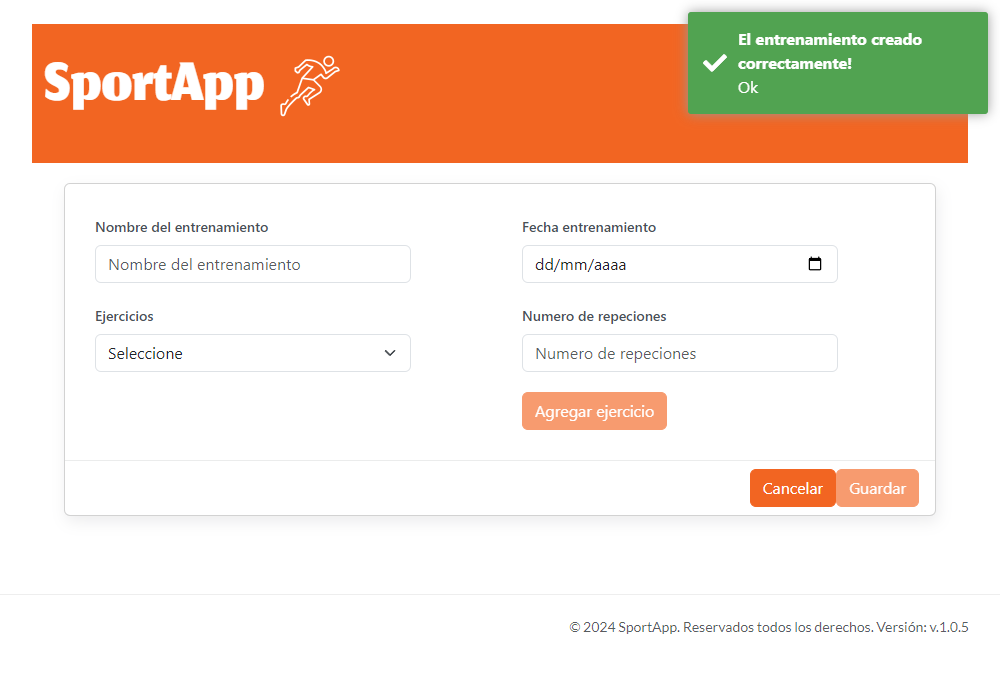 SportApp
El entrenamiento creado
correctamente!
Ok
Nombre del entrenamiento
Fecha entrenamiento
Nombre del entrenamiento
dd/mm/aaaa
Ejercicios
Numero de repeciones
Seleccione
Numero de repeciones
Agregar ejercicio
Cancelar
Guardar
© 2024 SportApp. Reservados todos los derechos. Versión: v.1.0.5